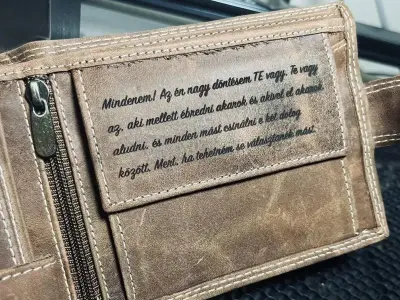 Mindenem! Az én nagy döntésem TE vagy. Te vagy
az, aki mellett ébredni akarok és akivel el akarok
aludni, és minden mást csinálni e két dolog
között. Mert, ha tehetném se választanék mást.